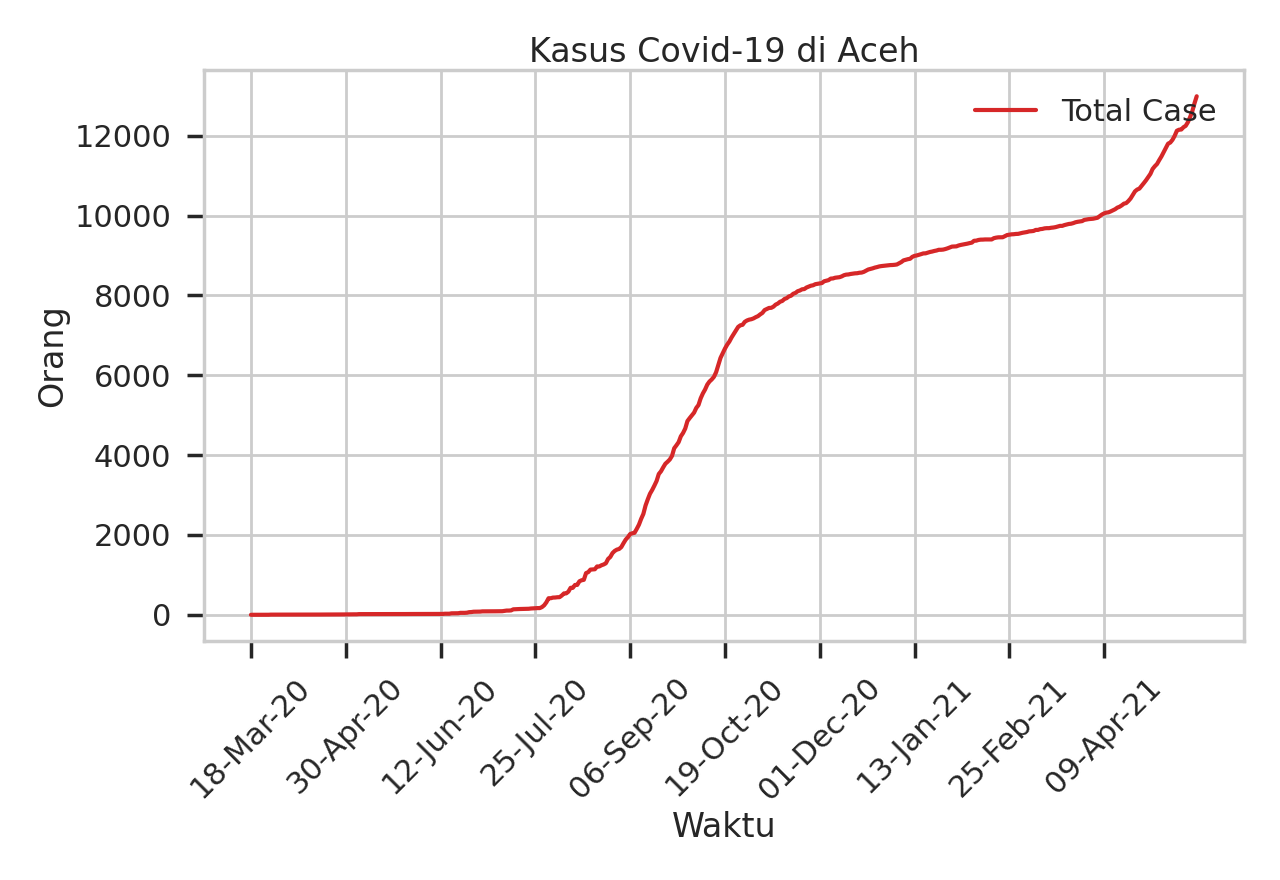 Kasus Covid-19 di Aceh
Total Case
12000
10000
8000
6000
4000
2000
0
Orang
18-Mar-20
30-Apr-20
12-Jun-20
25-Jul-20
06-Sep-20
19-Oct-20
01-Dec-20
13-Jan-21
25-Feb-21
09-Apr-21
Waktu